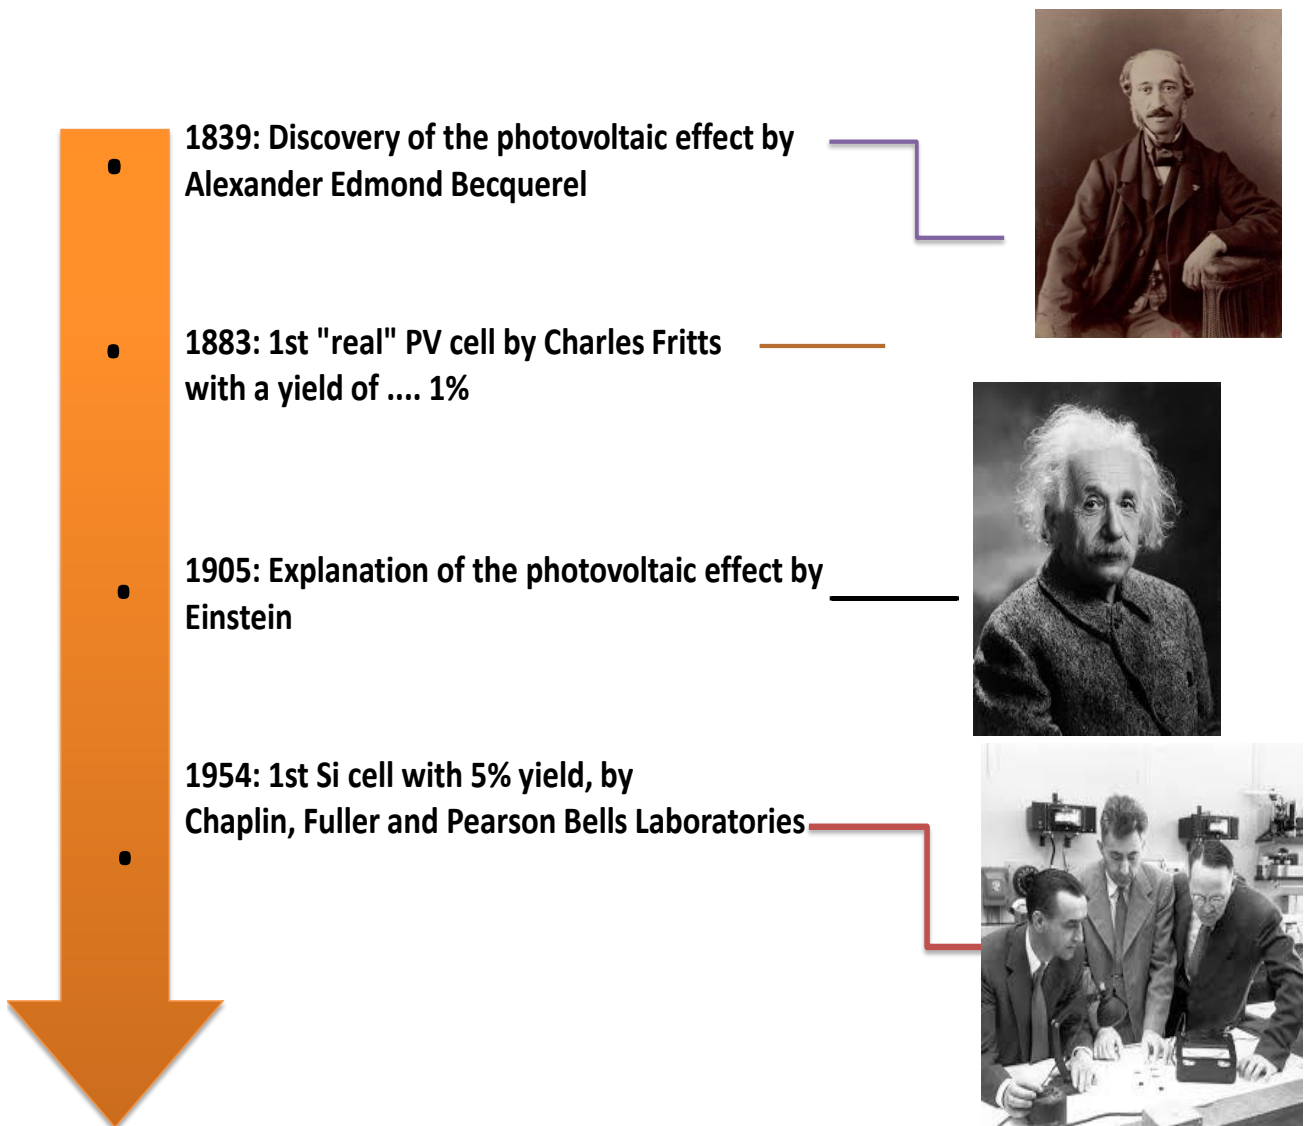 1839: Discovery of the photovoltaic effect by
Alexander Edmond Becquerel
1883: 1st "real" PV cell by Charles Fritts
with a yield of .... 1%
1905: Explanation of the photovoltaic effect by
Einstein
1954: 1st Si cell with 5% yield, by
Chaplin, Fuller and Pearson Bells Laboratories